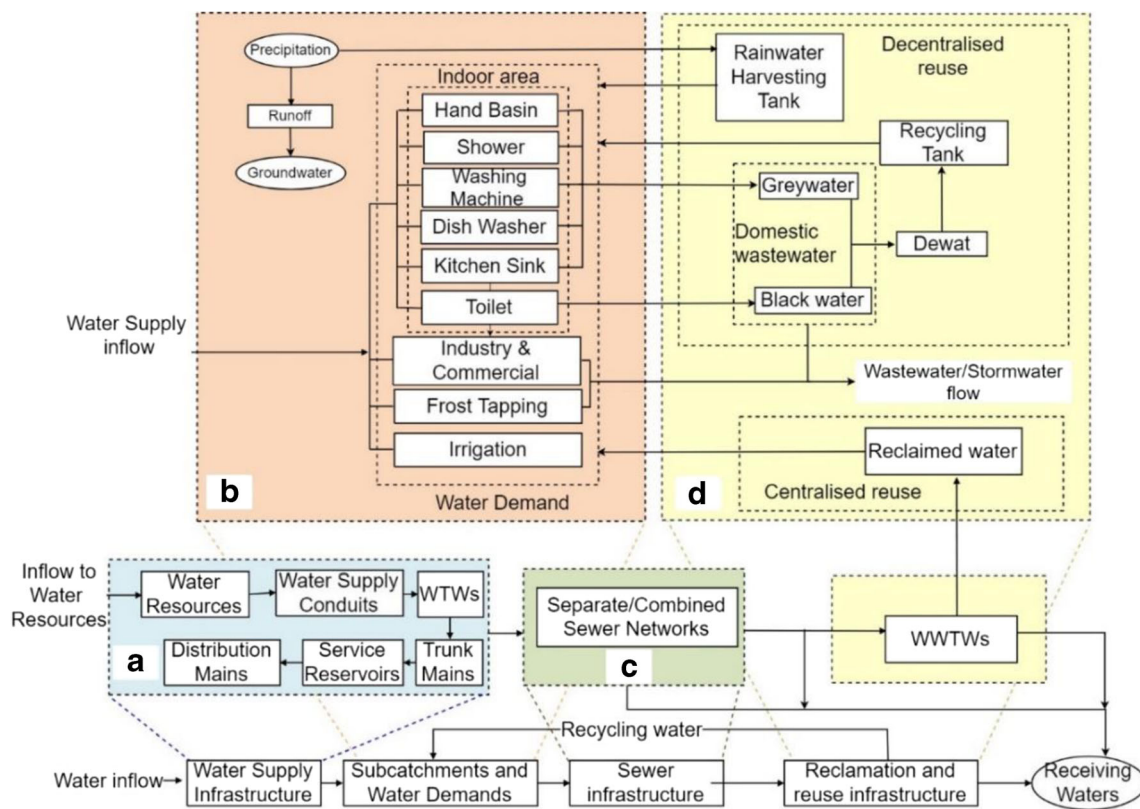 b
Precipitation
Runoff
Groundwater
Indoor area
Hand Basin
Shower
Washing
Machine
Dish Washer
Kitchen Sink
Toilet
Industry &
Commercial
Frost Tapping
Irrigation
Water Demand
Water Supply
inflow
d
Decentralised
reuse
Rainwater
Harvesting
Tank
Recycling
Tank
Greywater
Domestic
wastewater
Dewat
Black water
Wastewater/Stormwater
flow
Reclaimed water
Centralised reuse
Inflow to
Water
Resources
Water
Resources
Water Supply
Conduits
WTWs
a
Distribution
Mains
Service
Reservoirs
Trunk
Mains
Separate/Combined
Sewer Networks
c
WWTWs
Recycling water
Water inflow
Water Supply
Infrastructure
Subcatchments and
Water Demands
Sewer
infrastructure
Reclamation and
reuse infrastructure
Receiving
Waters